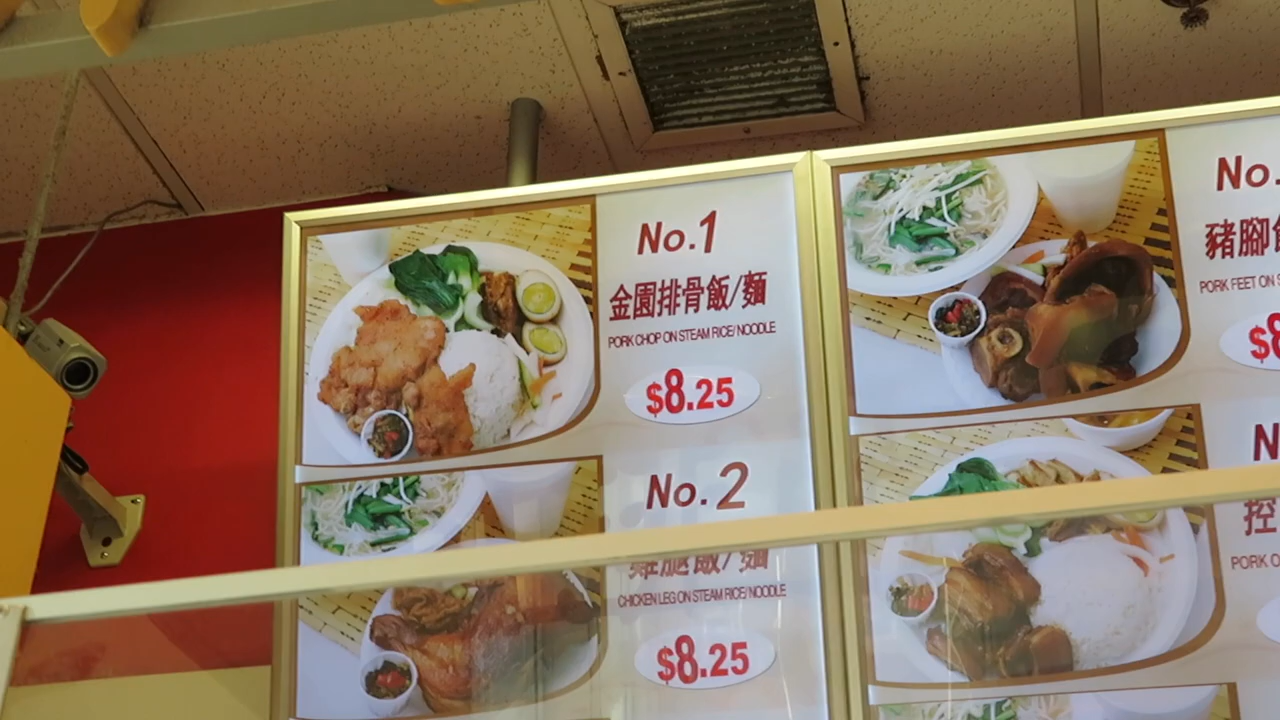 No.1
金園排骨飯/麵
PORK CHOP ON STEAM RICE/NOODLE
$8.25
No.2
雞腿飯/麵
CHICKEN LEG ON STEAM RICE/NOODLE
$8.25
No.
豬腳
PORK FEET ON
$8
N
控
PORK